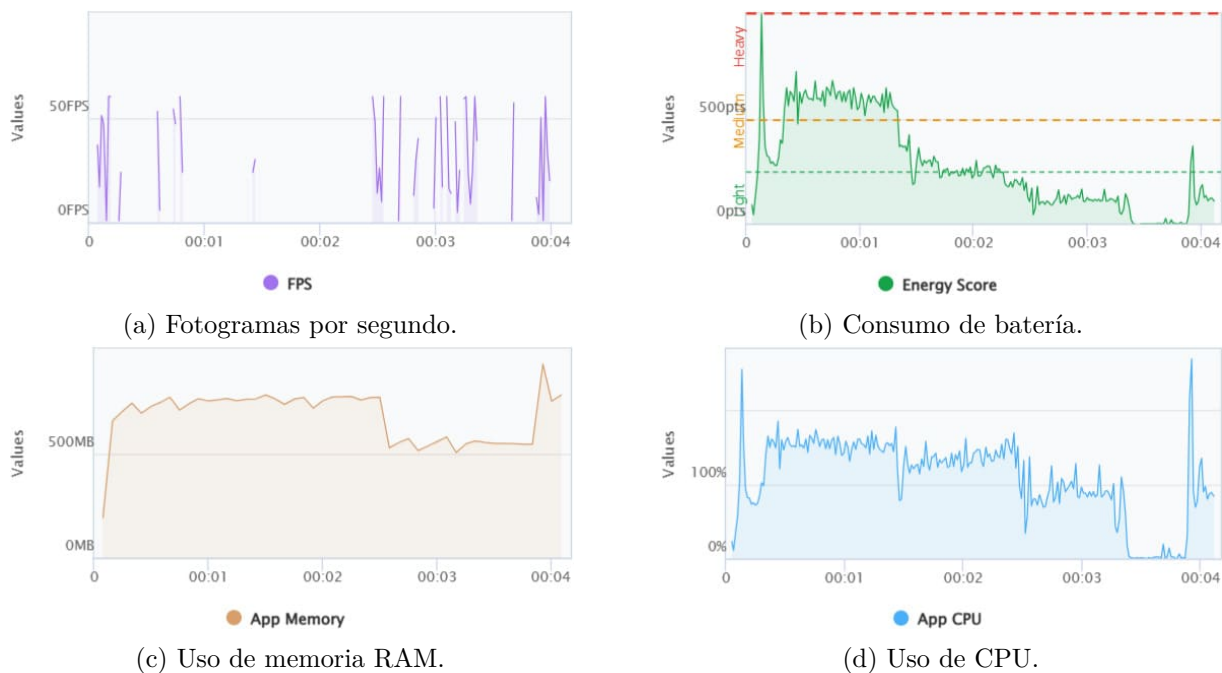 Values
50FPS
0FPS
0 00:01 00:02 00:03 00:04
FPS
(a) Fotogramas por segundo.
Values
Heavy
500pts
Medium
0pts
0 00:01 00:02 00:03 00:04
Energy Score
(b) Consumo de batería.
Values
500MB
0MB
0 00:01 00:02 00:03 00:04
App Memory
(c) Uso de memoria RAM.
Values
100%
0%
0 00:01 00:02 00:03 00:04
App CPU
(d) Uso de CPU.